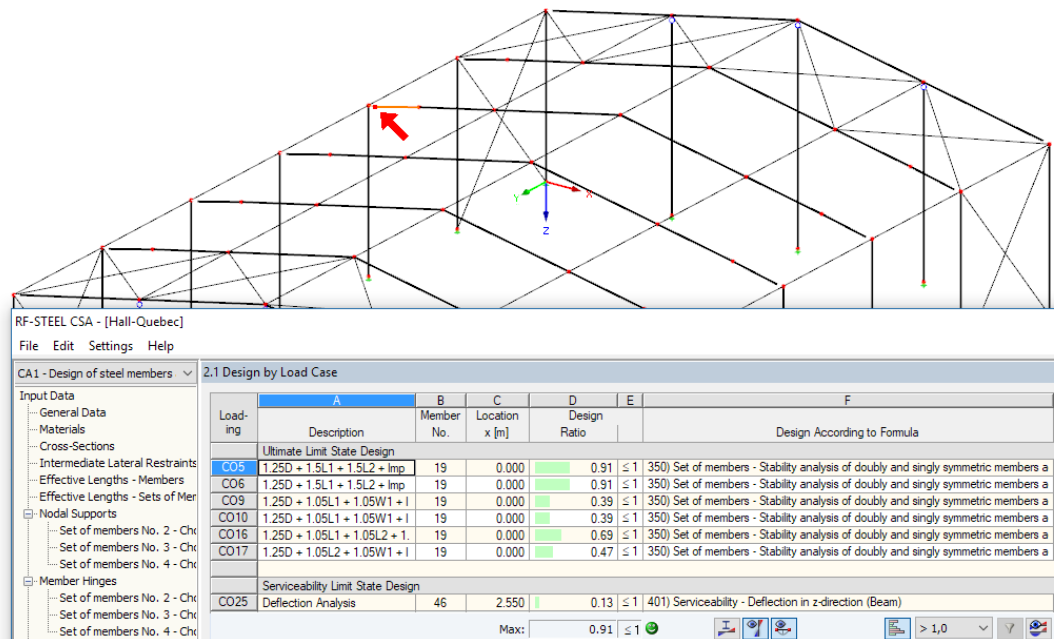 X
Y
Z
RF-STEEL CSA - [Hall-Quebec]
File Edit Settings Help
CA1 - Design of steel members
2.1 Design by Load Case
Input Data
General Data
Materials
Cross-Sections
Intermediate Lateral Restraints
Effective Lengths - Members
Effective Lengths - Sets of Mer
Nodal Supports
Set of members No. 2 - Cho
Set of members No. 3 - Cho
Set of members No. 4 - Cho
Member Hinges
Set of members No. 2 - Cho
Set of members No. 3 - Cho
Set of members No. 4 - Cho
A B C D E F
Load- Member Location Design
ing Description No. x [m] Ratio Design According to Formula
Ultimate Limit State Design
CO5 1.25D + 1.5L1 + 1.5L2 + Imp 19 0.000 0.91 ≤ 1 350) Set of members - Stability analysis of doubly and singly symmetric members a
CO6 1.25D + 1.5L1 + 1.5L2 + Imp 19 0.000 0.91 ≤ 1 350) Set of members - Stability analysis of doubly and singly symmetric members a
CO9 1.25D + 1.05L1 + 1.05W1 + I 19 0.000 0.39 ≤ 1 350) Set of members - Stability analysis of doubly and singly symmetric members a
CO10 1.25D + 1.05L1 + 1.05W1 + I 19 0.000 0.39 ≤ 1 350) Set of members - Stability analysis of doubly and singly symmetric members a
CO16 1.25D + 1.05L1 + 1.05L2 + 1. 19 0.000 0.69 ≤ 1 350) Set of members - Stability analysis of doubly and singly symmetric members a
CO17 1.25D + 1.05L2 + 1.05W1 + I 19 0.000 0.47 ≤ 1 350) Set of members - Stability analysis of doubly and singly symmetric members a
Serviceability Limit State Design
CO25 Deflection Analysis 46 2.550 0.13 ≤ 1 401) Serviceability - Deflection in z-direction (Beam)
Max: 0.91 ≤ 1 > 1,0